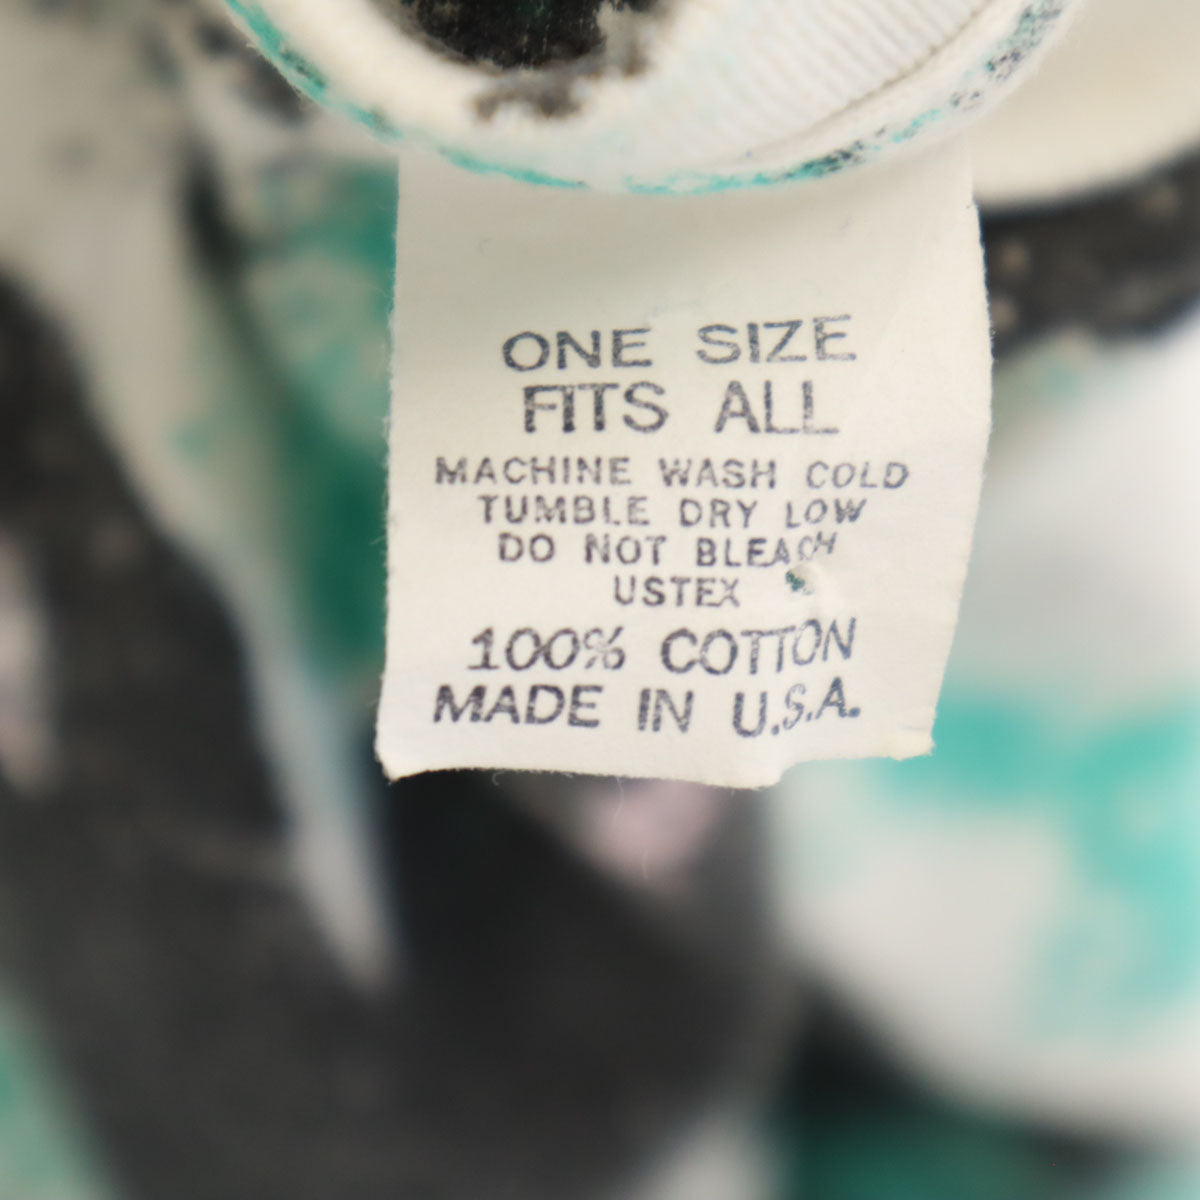 ONE SIZE
FITS ALL
MACHINE WASH COLD
TUMBLE DRY LOW
DO NOT BLEACH
USTEX
100% COTTON
MADE IN U.S.A.